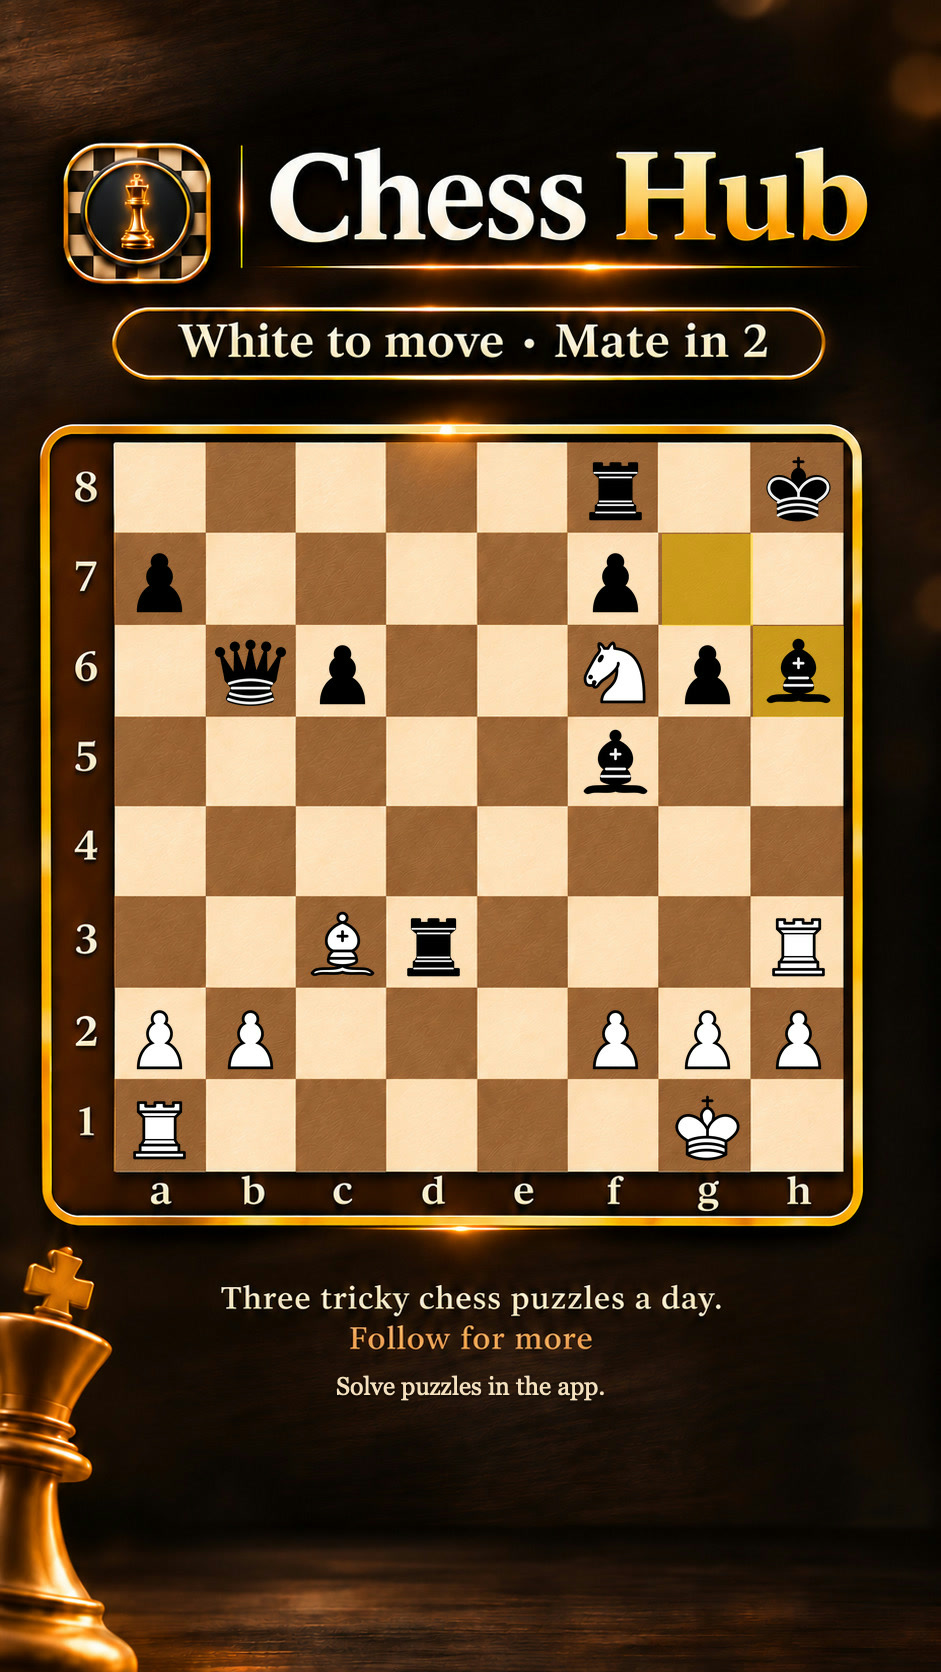 Chess Hub
White to move · Mate in 2
8
7
6
5
4
3
2
1
a b c d e f g h
Three tricky chess puzzles a day.
Follow for more
Solve puzzles in the app.